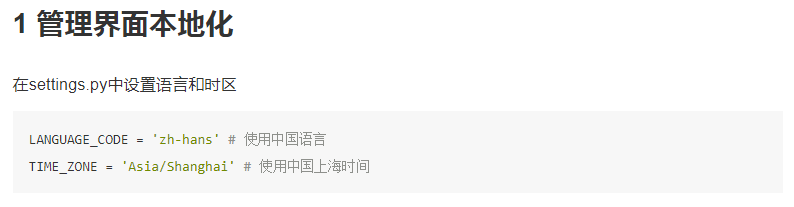 1 管理界面本地化
在settings.py中设置语言和时区
LANGUAGE_CODE = 'zh-hans' # 使用中国语言
TIME_ZONE = 'Asia/Shanghai' # 使用中国上海时间